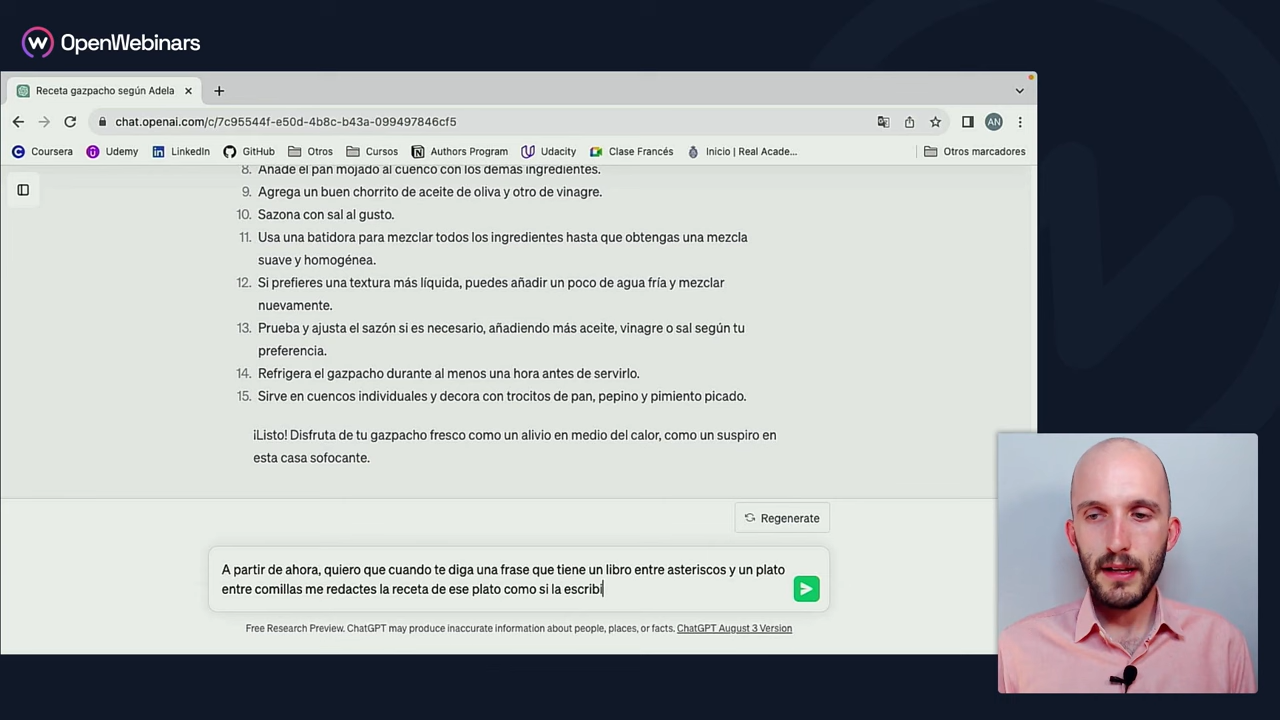 OpenWebinars
Receta gazpacho según Adela
chat.openai.com/c/7c95544f-e50d-4b8c-b43a-099497846cf5
AN
Coursera Udemy LinkedIn GitHub Otros Cursos Authors Program Udacity Clase Francés Inicio | Real Acade... Otros marcadores
8. Añade el pan mojado al cuenco con los demás ingredientes.
9. Agrega un buen chorrito de aceite de oliva y otro de vinagre.
10. Sazona con sal al gusto.
11. Usa una batidora para mezclar todos los ingredientes hasta que obtengas una mezcla
suave y homogénea.
12. Si prefieres una textura más líquida, puedes añadir un poco de agua fría y mezclar
nuevamente.
13. Prueba y ajusta el sazón si es necesario, añadiendo más aceite, vinagre o sal según tu
preferencia.
14. Refrigera el gazpacho durante al menos una hora antes de servirlo.
15. Sirve en cuencos individuales y decora con trocitos de pan, pepino y pimiento picado.
¡Listo! Disfruta de tu gazpacho fresco como un alivio en medio del calor, como un suspiro en
esta casa sofocante.
Regenerate
A partir de ahora, quiero que cuando te diga una frase que tiene un libro entre asteriscos y un plato
entre comillas me redactes la receta de ese plato como si la escribi
Free Research Preview. ChatGPT may produce inaccurate information about people, places, or facts. ChatGPT August 3 Version